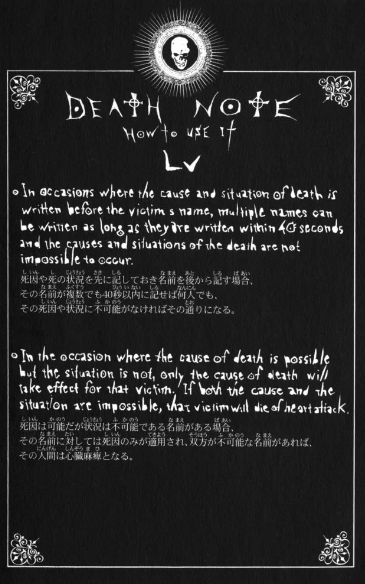 DEATH NOTE
How to use it
LV
o In occasions where the cause and situation of death is
written before the victim s name, multiple names can
be written as long as they are written within 40 seconds
and the causes and situations of the death are not
impossible to occur.
死因や死の状況を先に記しておき名前を後から記す場合、
その名前が複数でも40秒以内に記せば何人でも、
その死因や状況に不可能がなければその通りになる。
o In the occasion where the cause of death is possible
but the situation is not, only the cause of death will
take effect for that victim. If both the cause and the
situation are impossible, that victim will die of heart attack.
死因は可能だが状況は不可能である名前がある場合、
その名前に対しては死因のみが適用され、双方が不可能な名前があれば、
その人間は心臓麻痺となる。